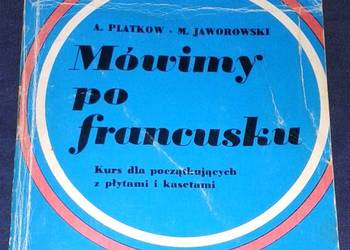 A. PLATKOW - M. JAWOROWSKI
Mówimy
po
francusku
Kurs dla początkujących
z płytami i kasetami